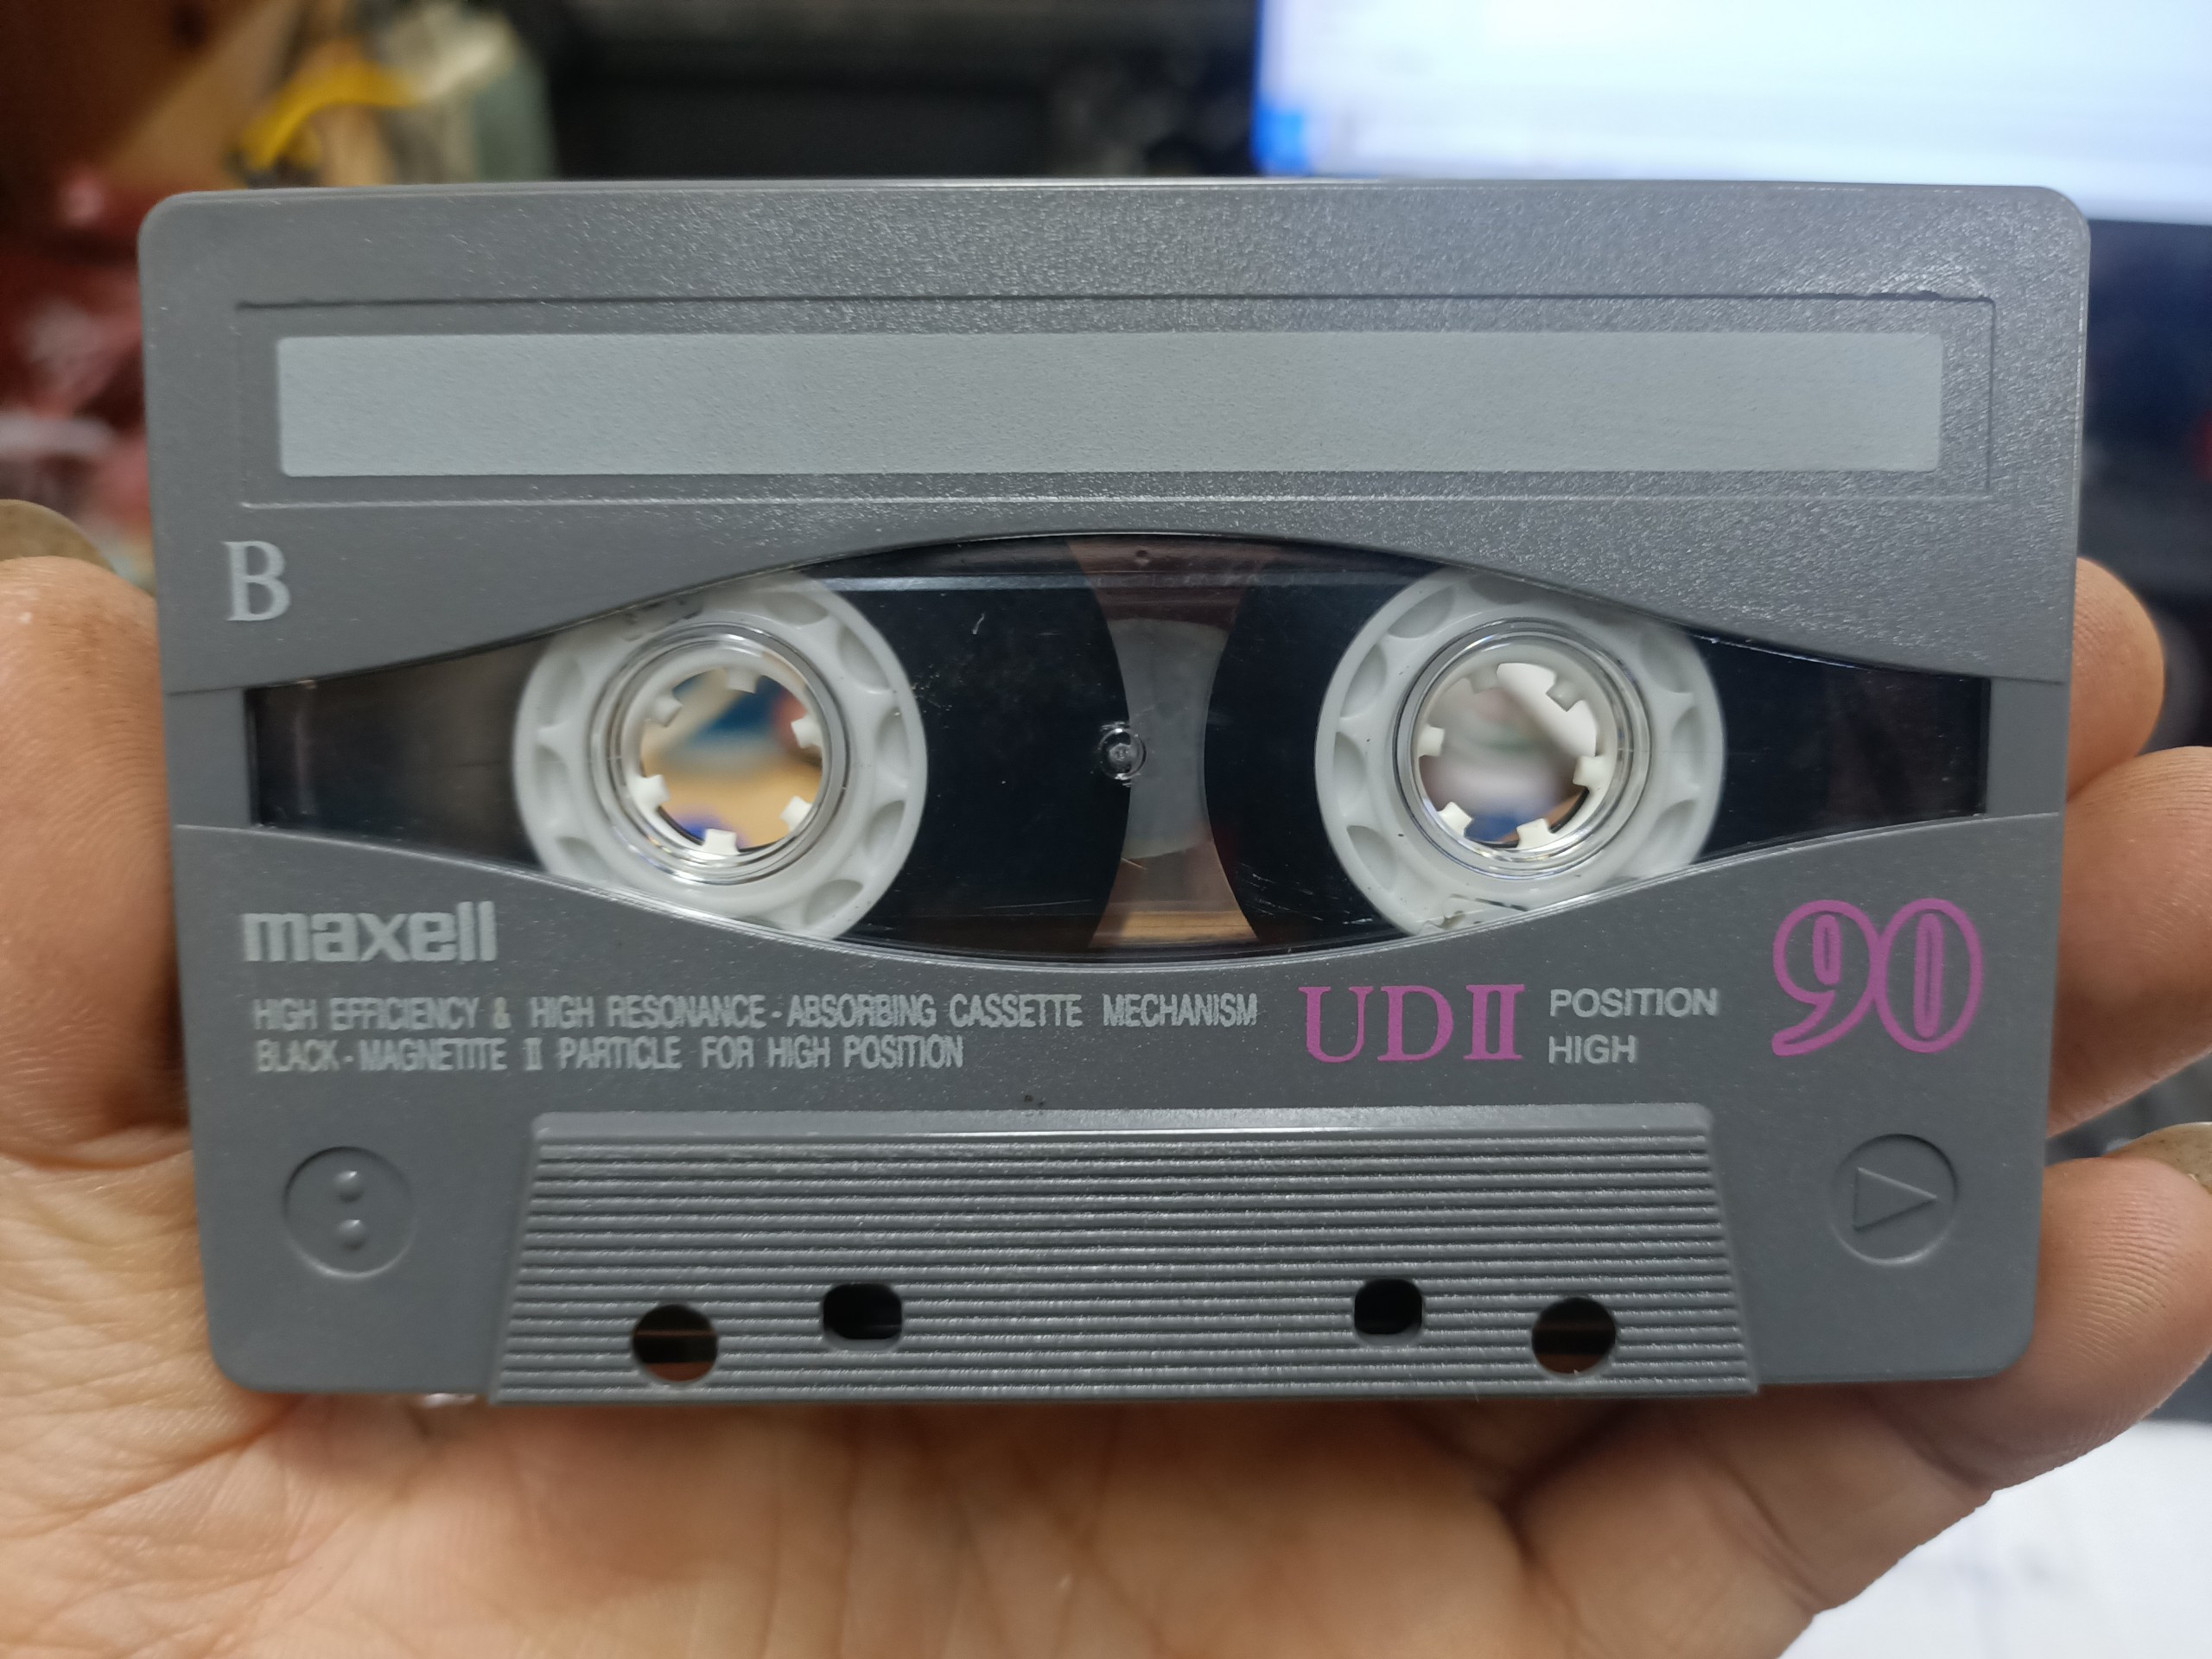 B
maxell
HIGH EFFICIENCY & HIGH RESONANCE-ABSORBING CASSETTE MECHANISM
BLACK-MAGNETITE II PARTICLE FOR HIGH POSITION
UDII
POSITION
HIGH
90